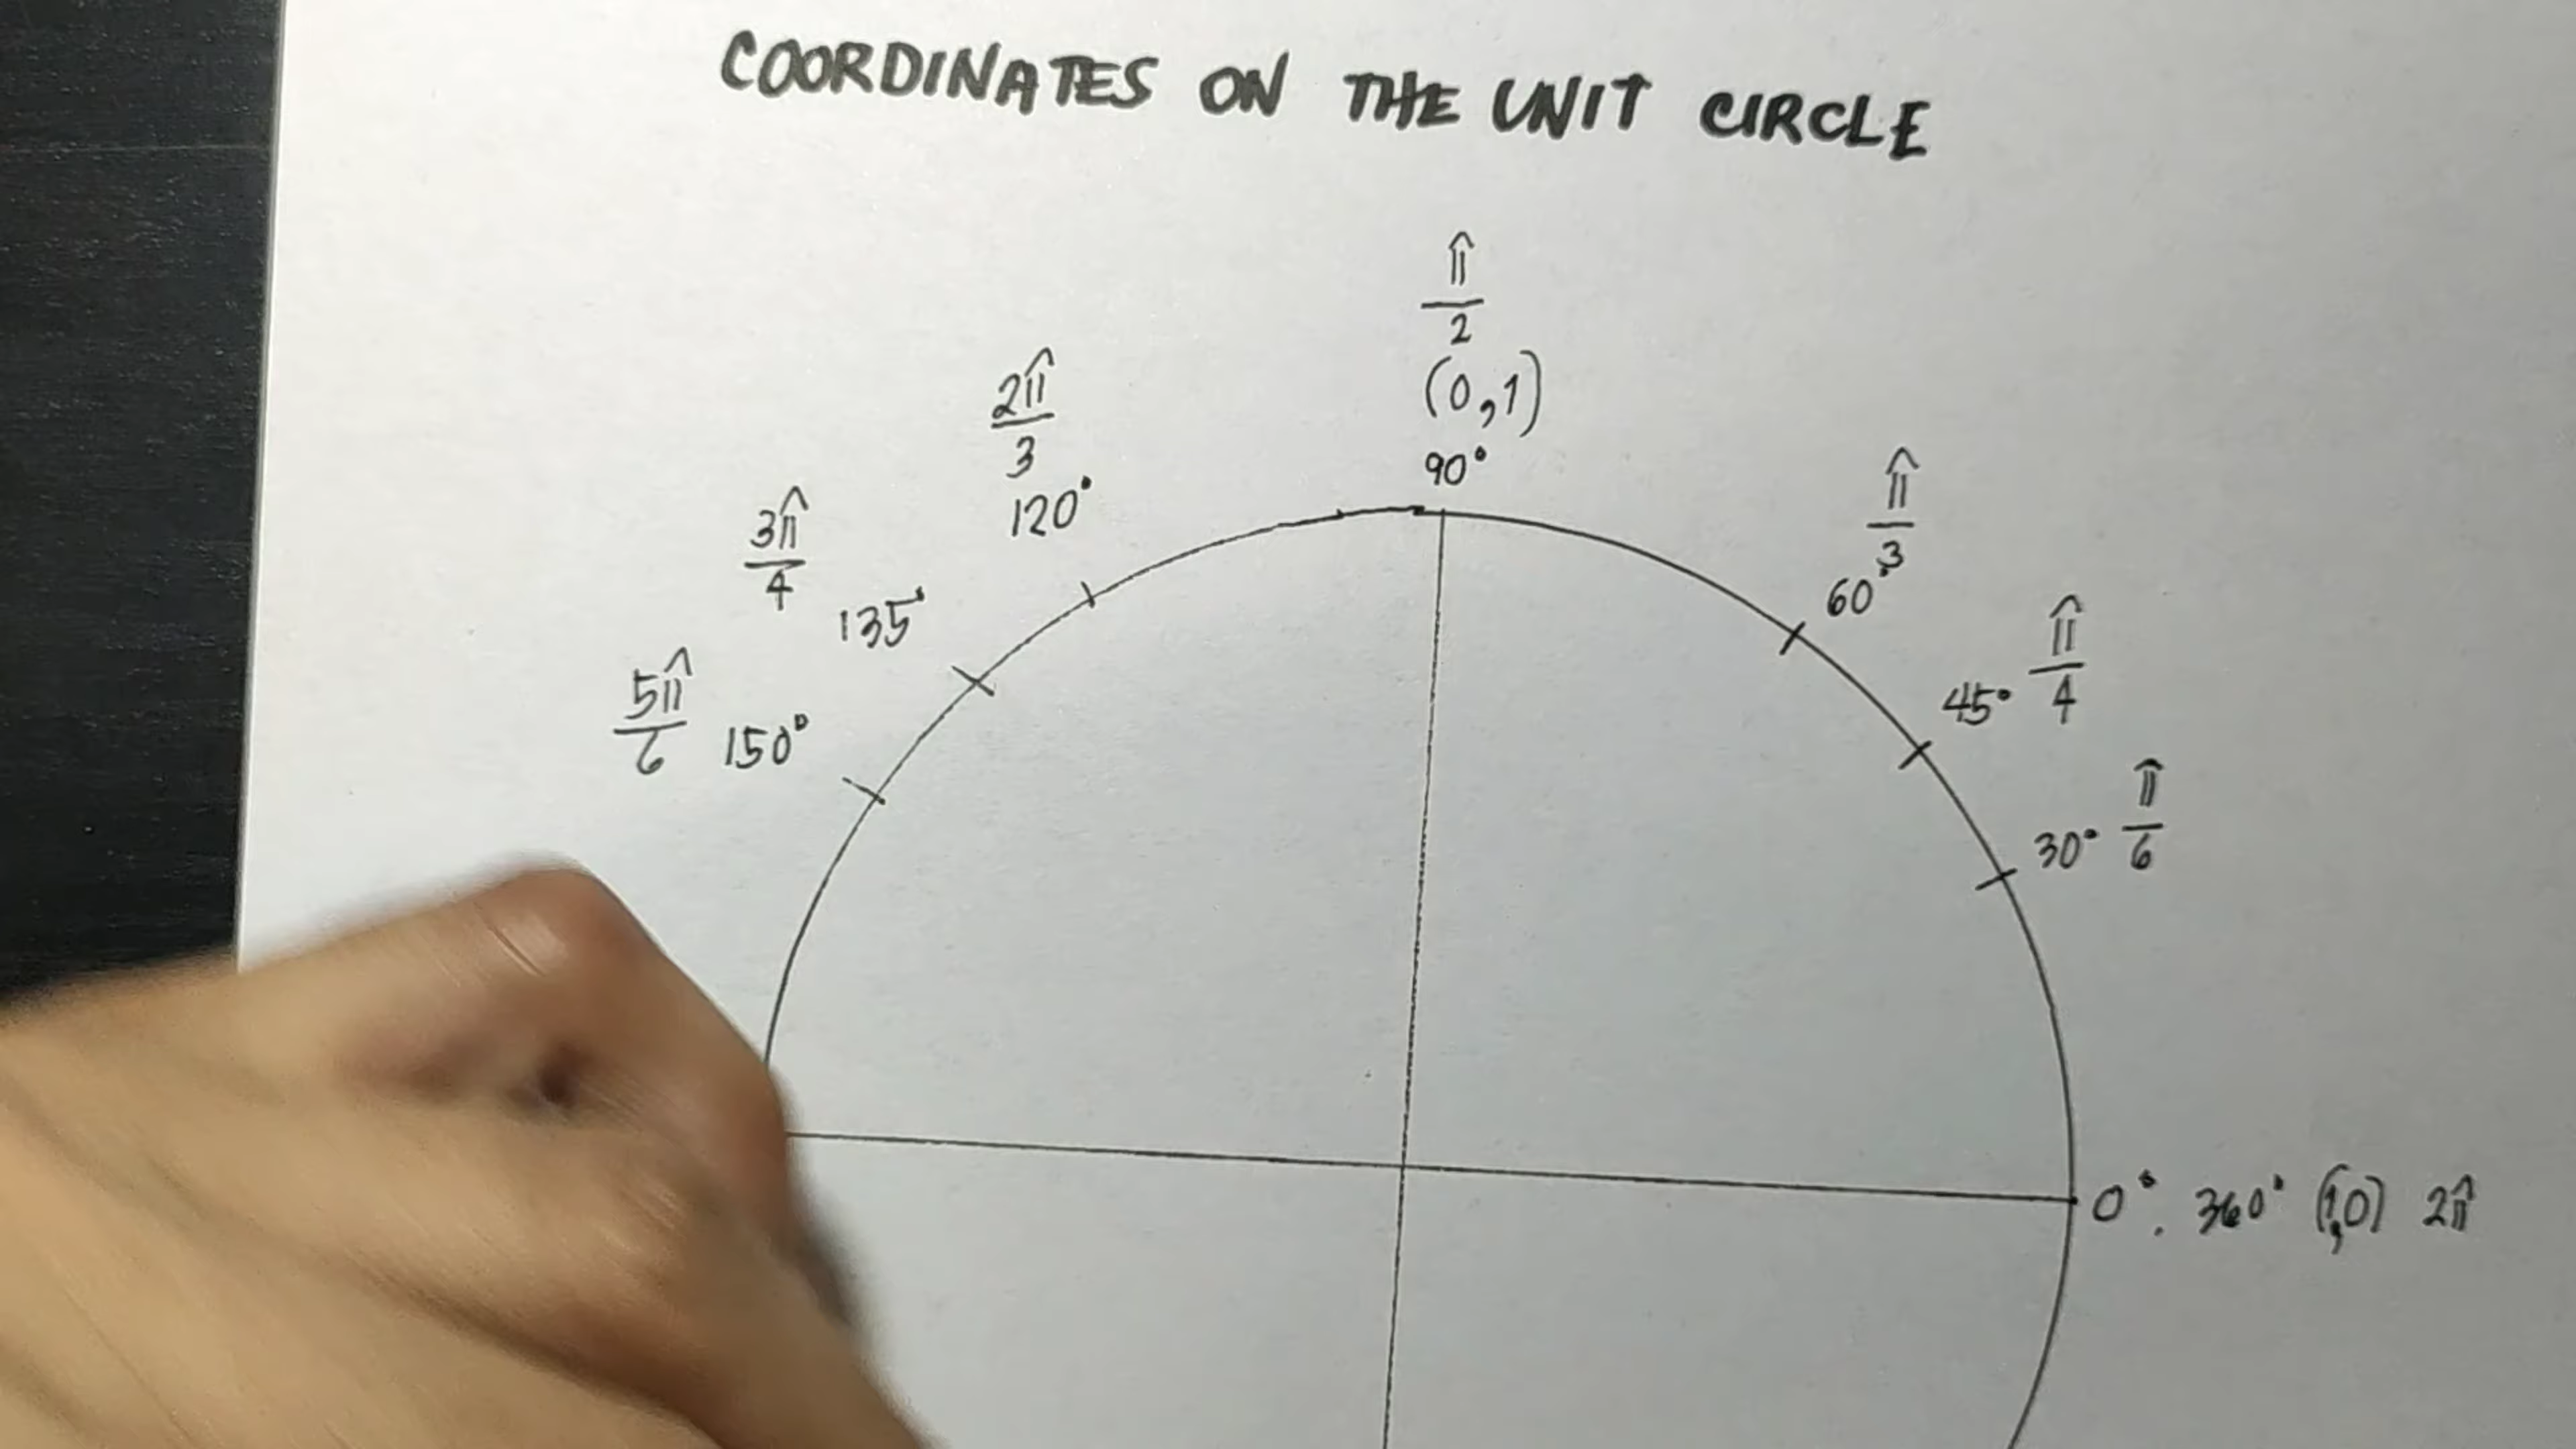 COORDINATES ON THE UNIT CIRCLE
π/2
(0,1)
90°
2π/3
120°
3π/4
135°
5π/6 150°
π/3
60°
45° π/4
30° π/6
0°. 360° (1,0) 2π